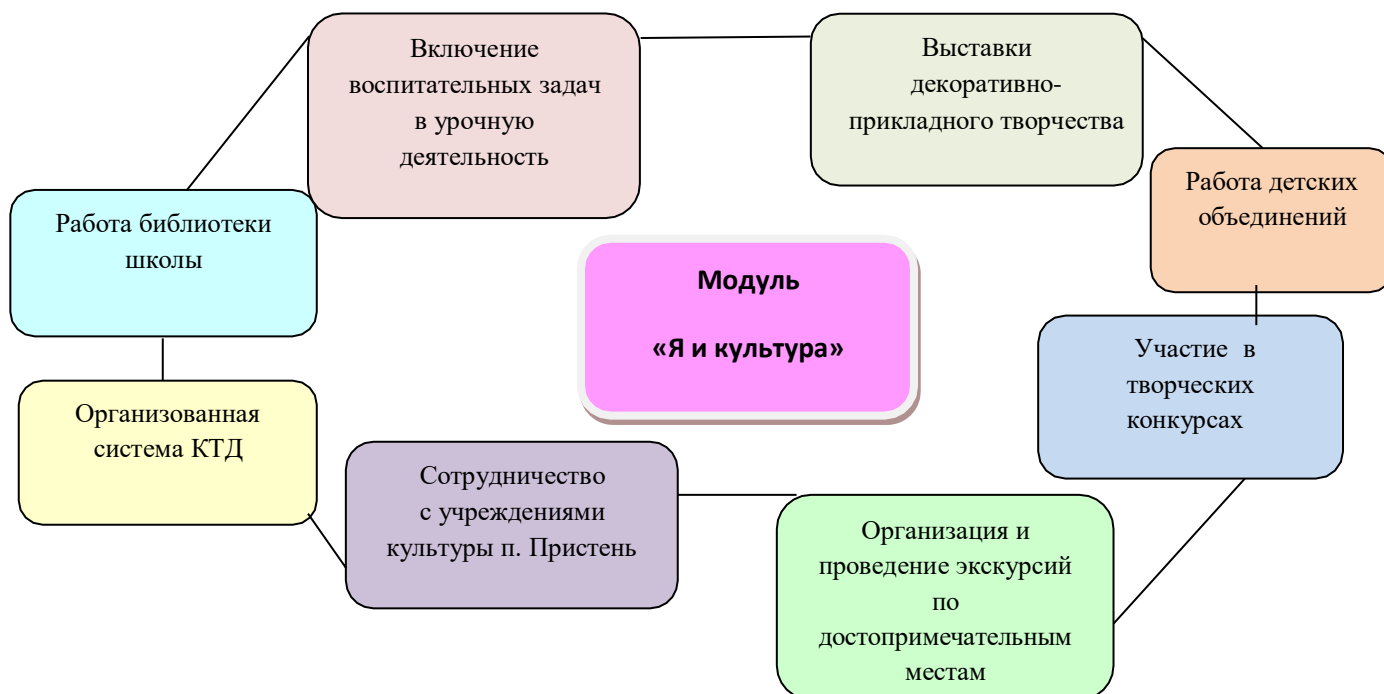 Включение
воспитательных задач
в урочную
деятельность
Выставки
декоративно-
прикладного творчества
Работа детских
объединений
Работа библиотеки
школы
Модуль
«Я и культура»
Участие в
творческих
конкурсах
Организованная
система КТД
Сотрудничество
с учреждениями
культуры п. Пристень
Организация и
проведение экскурсий
по
достопримечательным
местам